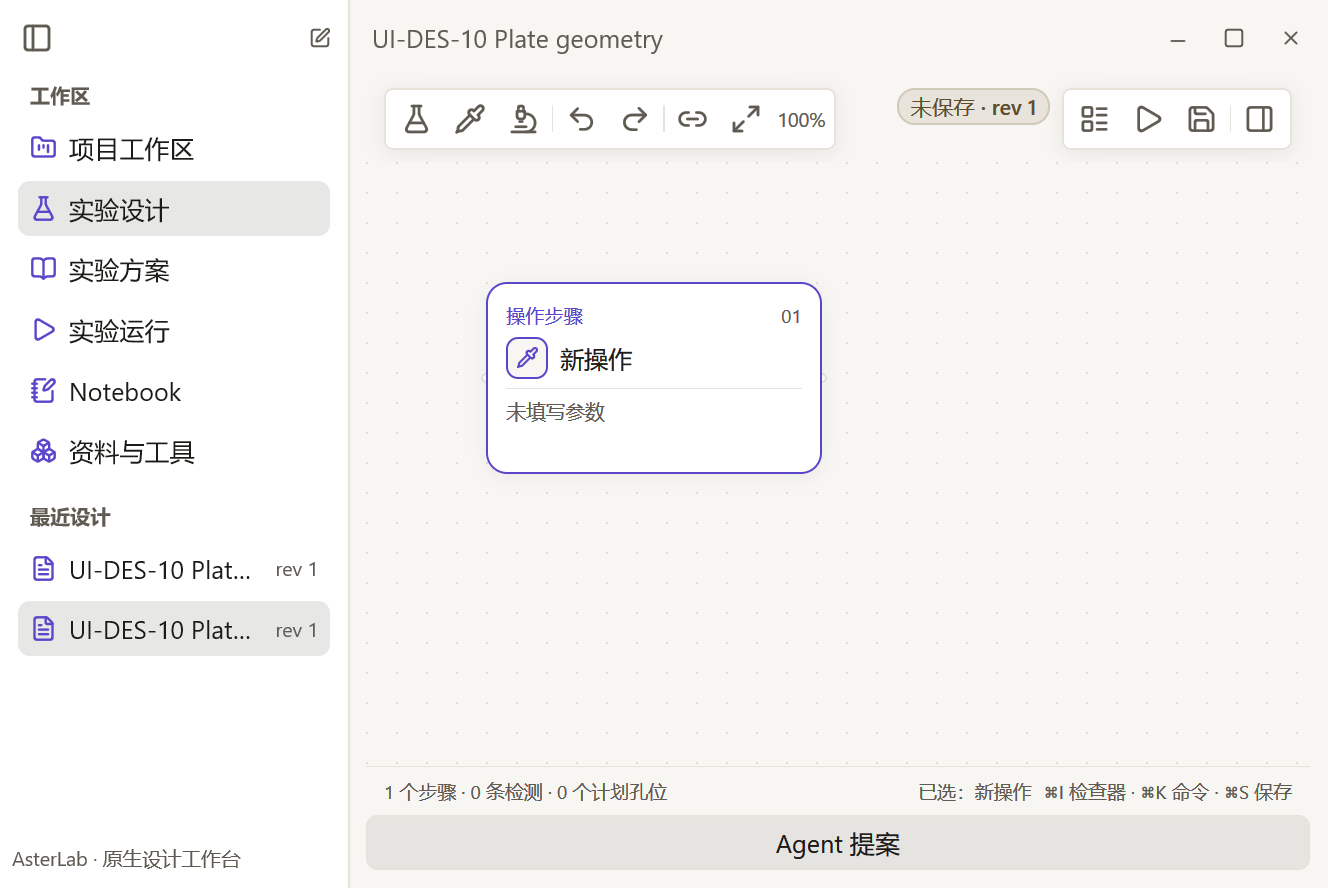 工作区
项目工作区
实验设计
实验方案
实验运行
Notebook
资料与工具
最近设计
UI-DES-10 Plat... rev 1
UI-DES-10 Plat... rev 1
AsterLab · 原生设计工作台
UI-DES-10 Plate geometry
100%
未保存 · rev 1
操作步骤 01
新操作
未填写参数
1 个步骤 · 0 条检测 · 0 个计划孔位
已选：新操作 ⌘I 检查器 · ⌘K 命令 · ⌘S 保存
Agent 提案